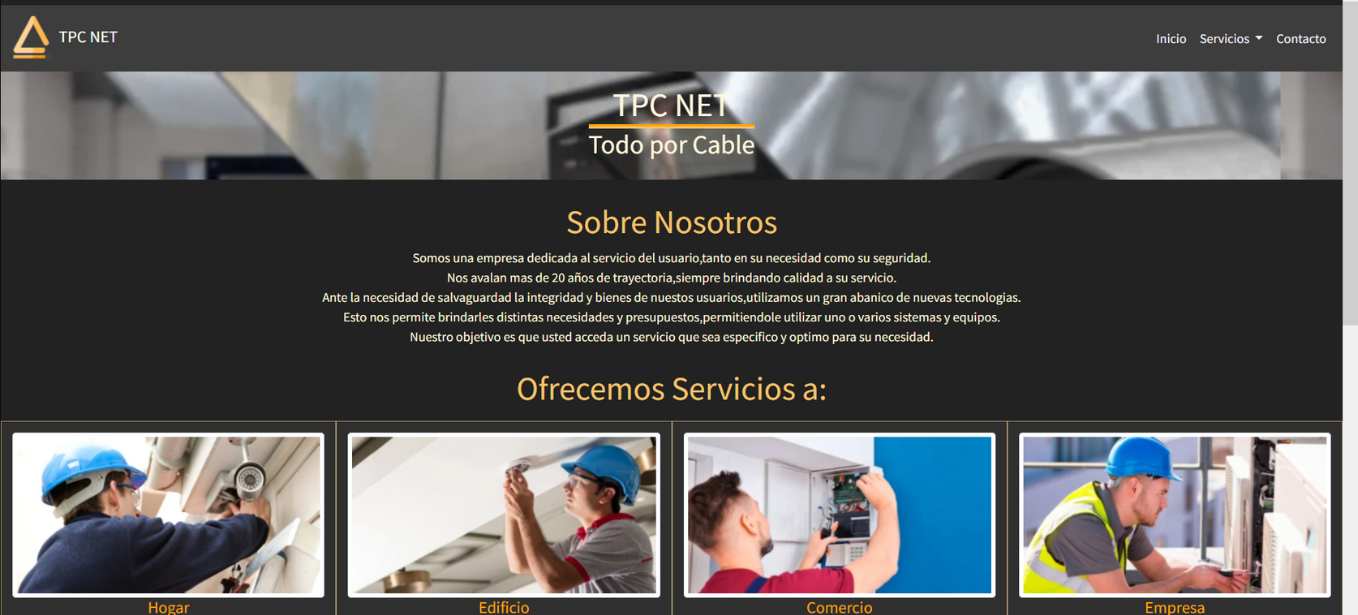 TPC NET
Inicio Servicios Contacto
TPC NET
Todo por Cable
Sobre Nosotros
Somos una empresa dedicada al servicio del usuario,tanto en su necesidad como su seguridad.
Nos avalan mas de 20 años de trayectoria,siempre brindando calidad a su servicio.
Ante la necesidad de salvaguardad la integridad y bienes de nuestos usuarios,utilizamos un gran abanico de nuevas tecnologias.
Esto nos permite brindarles distintas necesidades y presupuestos,permitiendole utilizar uno o varios sistemas y equipos.
Nuestro objetivo es que usted acceda un servicio que sea especifico y optimo para su necesidad.
Ofrecemos Servicios a:
Hogar
Edificio
Comercio
Empresa